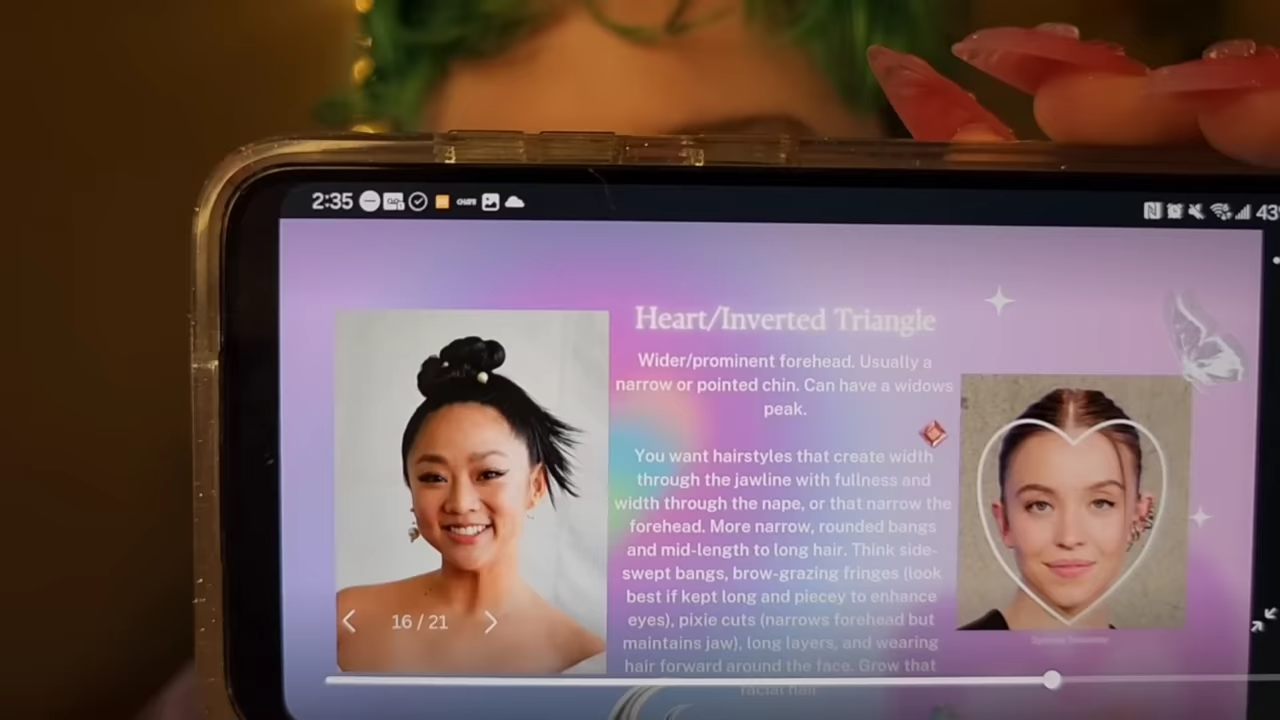 2:35
43
Heart/Inverted Triangle
Wider/prominent forehead. Usually a
narrow or pointed chin. Can have a widows
peak.
You want hairstyles that create width
through the jawline with fullness and
width through the nape, or that narrow the
forehead. More narrow, rounded bangs
and mid-length to long hair. Think side-
swept bangs, brow-grazing fringes (look
best if kept long and piecey to enhance
eyes), pixie cuts (narrows forehead but
maintains jaw), long layers, and wearing
hair forward around the face. Grow that
facial hair
16 / 21